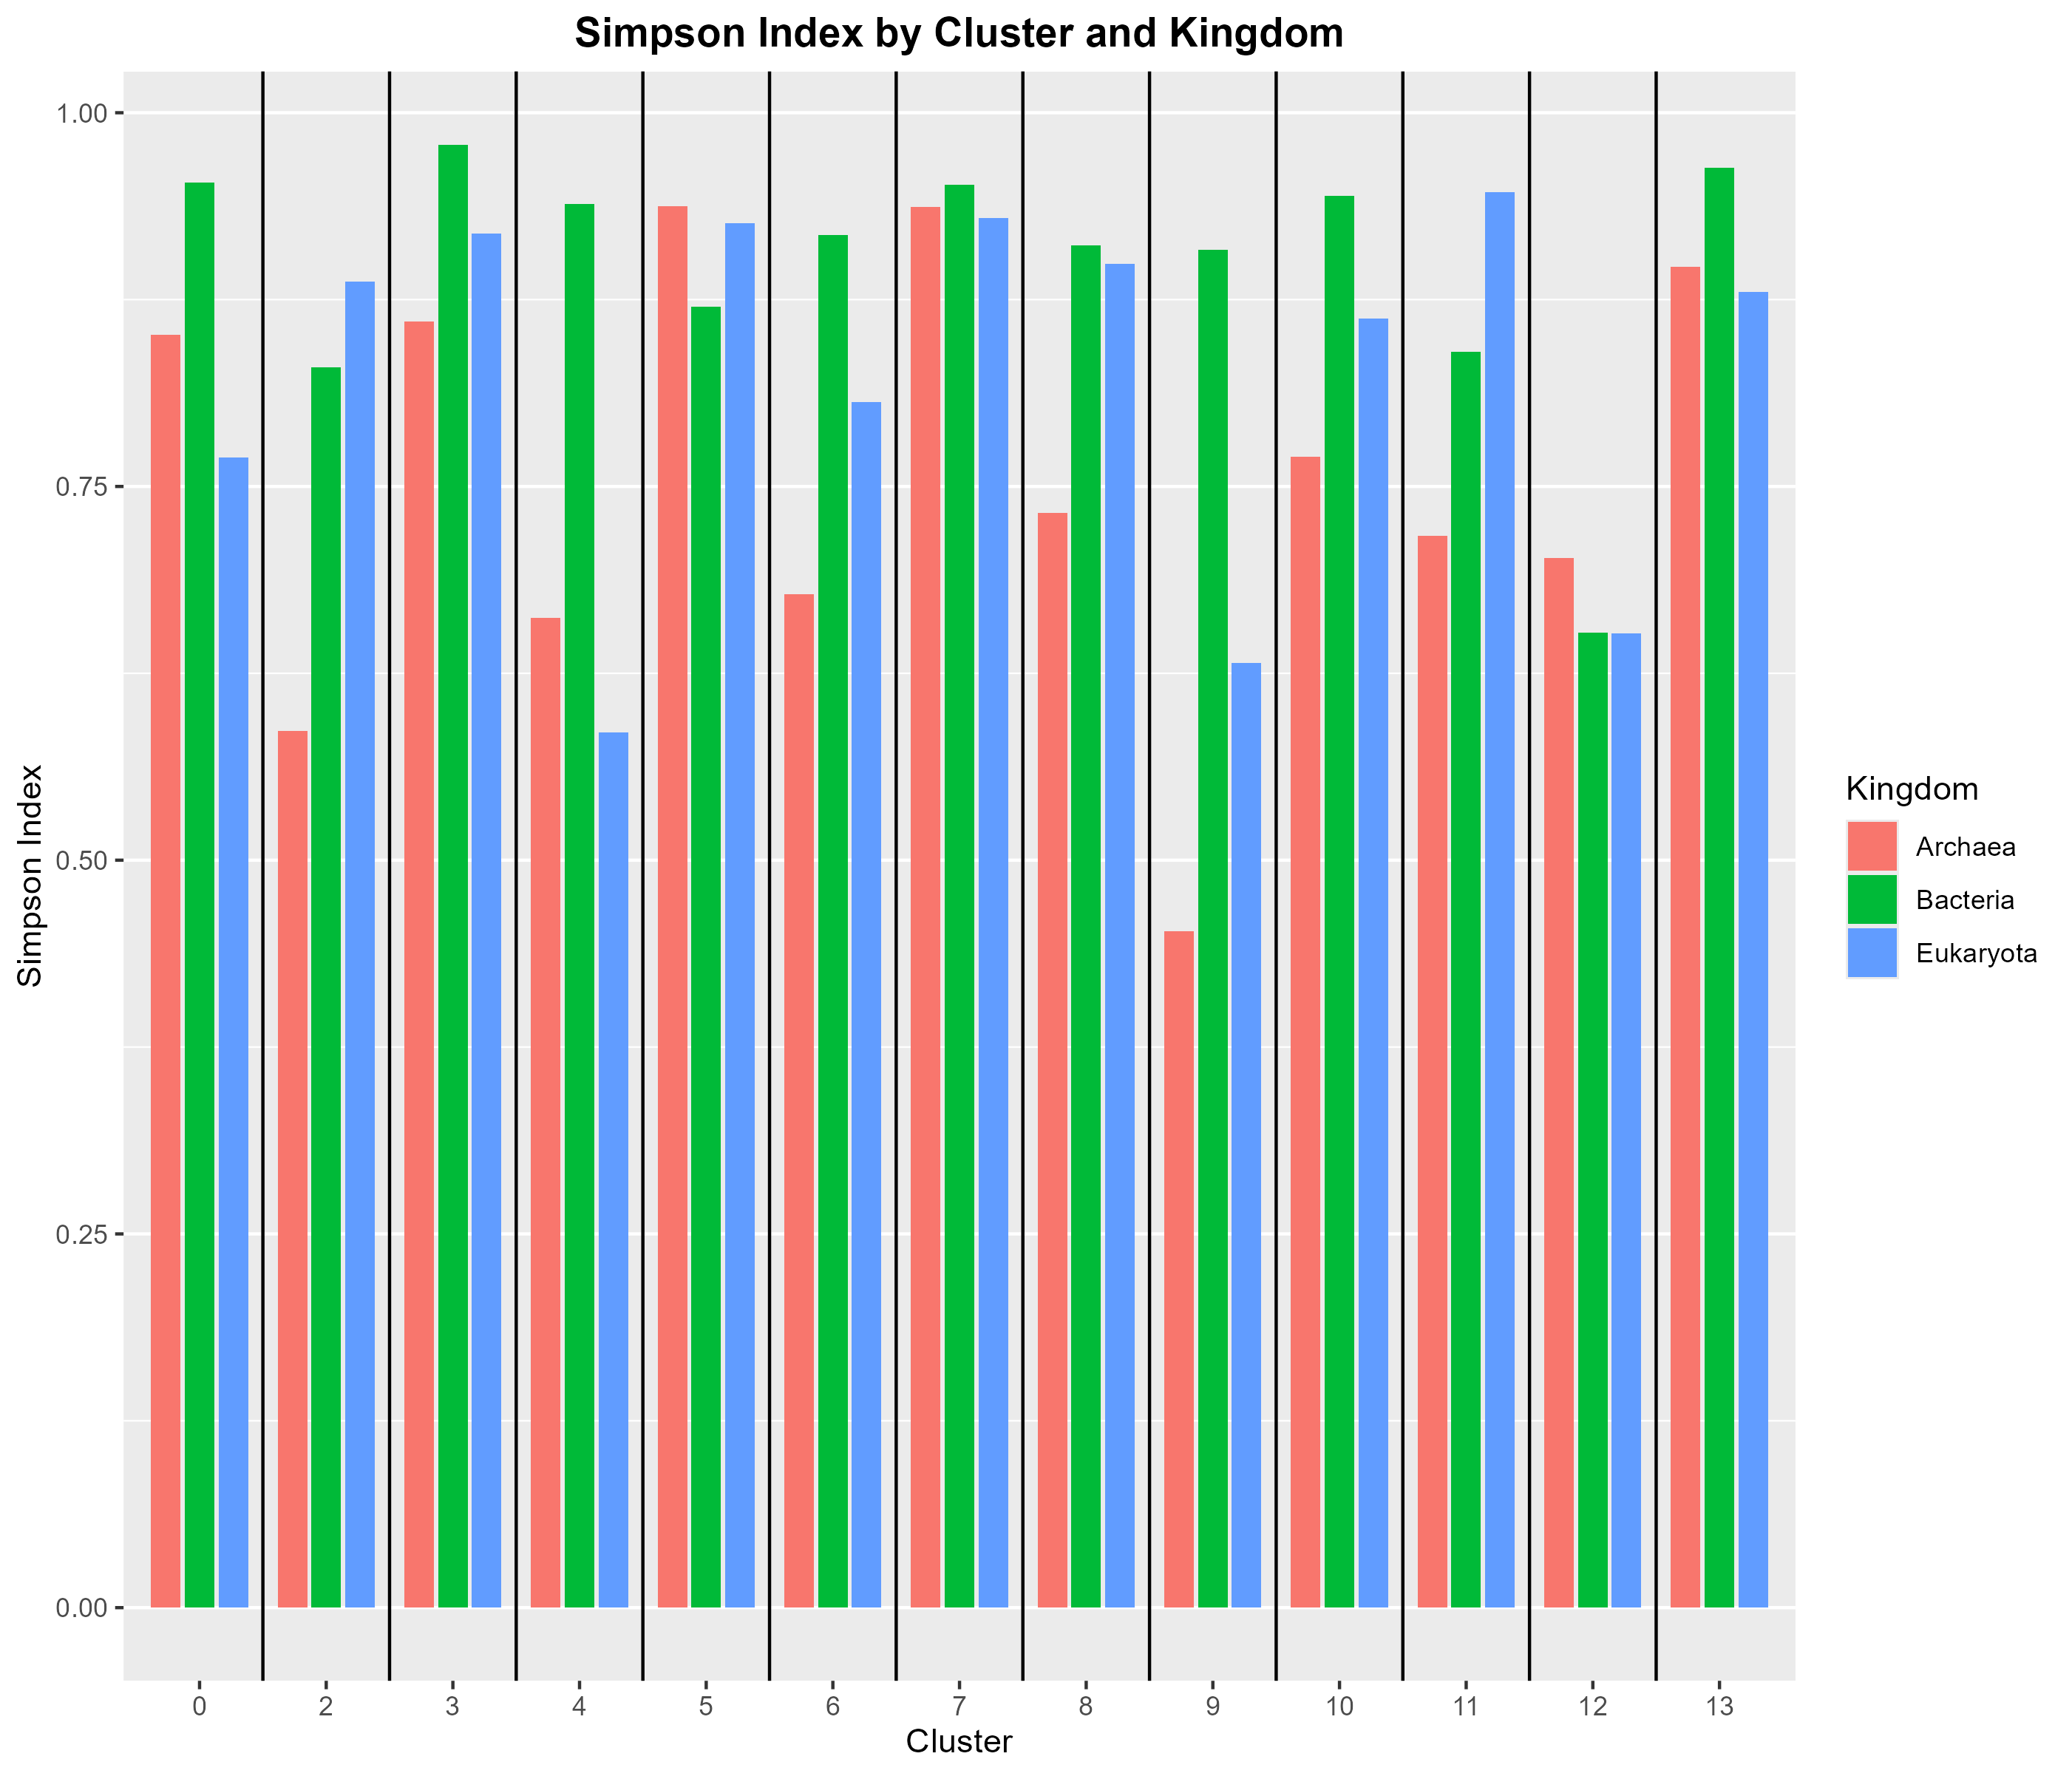 Simpson Index by Cluster and Kingdom
Simpson Index
1.00
0.75
0.50
0.25
0.00
0 2 3 4 5 6 7 8 9 10 11 12 13
Cluster
Kingdom
Archaea
Bacteria
Eukaryota